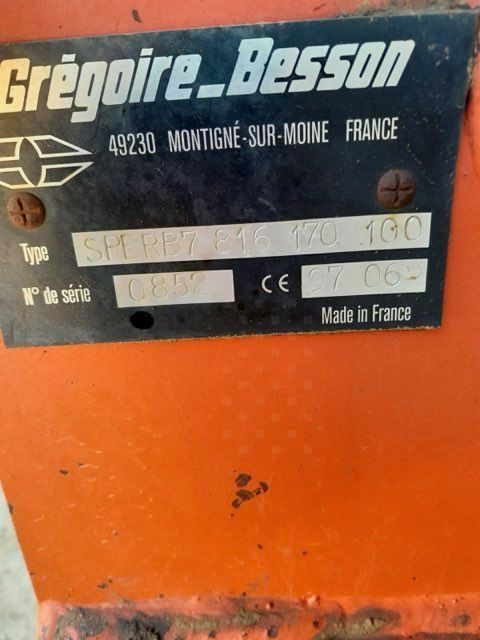 Grégoire_Besson
49230 MONTIGNÉ-SUR-MOINE FRANCE
Type SPERB7 816 170 100
N° de série 0852 CE 97 06
Made in France